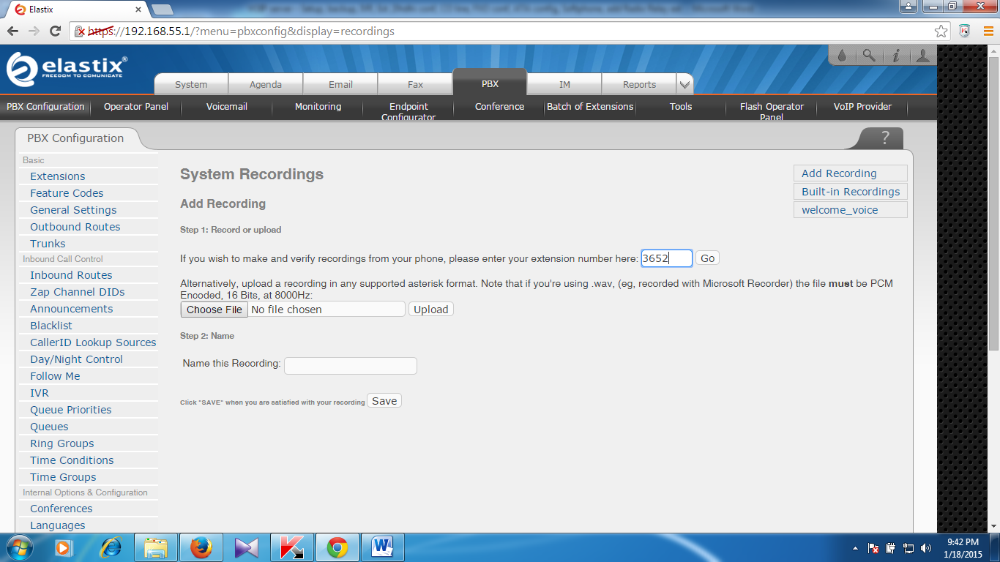 Elastix
https://192.168.55.1/?menu=pbxconfig&display=recordings
elastix®
FREEDOM TO COMUNICATE
System
Agenda
Email
Fax
PBX
IM
Reports
PBX Configuration
Operator Panel
Voicemail
Monitoring
Endpoint
Configurator
Conference
Batch of Extensions
Tools
Flash Operator
Panel
VoIP Provider
PBX Configuration
?
Basic
Extensions
Feature Codes
General Settings
Outbound Routes
Trunks
Inbound Call Control
Inbound Routes
Zap Channel DIDs
Announcements
Blacklist
CallerID Lookup Sources
Day/Night Control
Follow Me
IVR
Queue Priorities
Queues
Ring Groups
Time Conditions
Time Groups
Internal Options & Configuration
Conferences
Languages
System Recordings
Add Recording
Step 1: Record or upload
If you wish to make and verify recordings from your phone, please enter your extension number here: 3652 Go
Alternatively, upload a recording in any supported asterisk format. Note that if you're using .wav, (eg, recorded with Microsoft Recorder) the file must be PCM
Encoded, 16 Bits, at 8000Hz:
Choose File No file chosen Upload
Step 2: Name
Name this Recording:
Click "SAVE" when you are satisfied with your recording Save
Add Recording
Built-in Recordings
welcome_voice
9:42 PM
1/18/2015